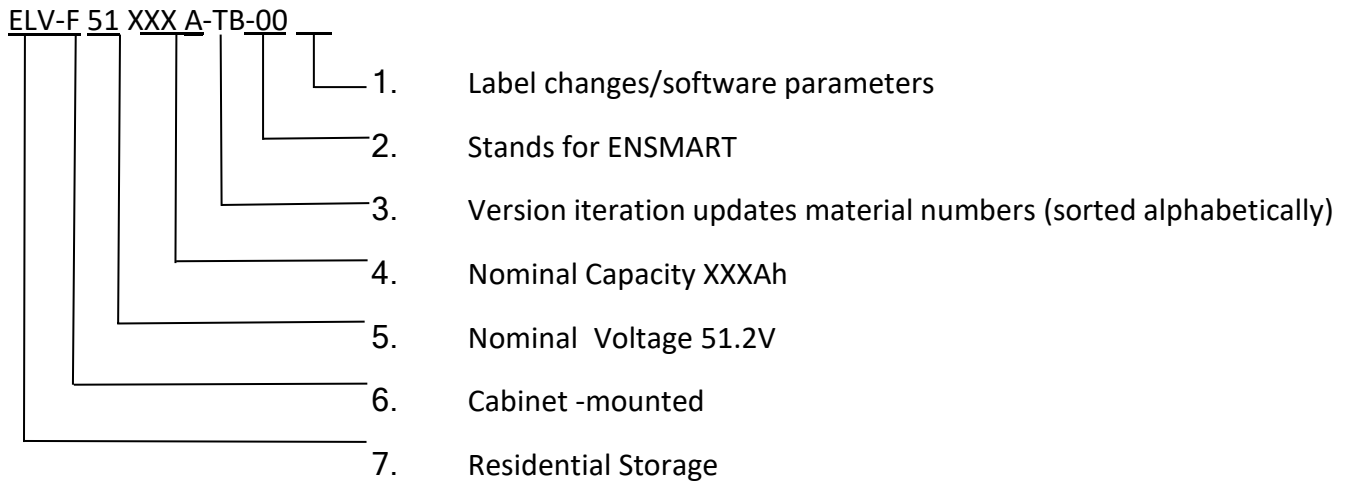 ELV-F 51 XXX A-TB-00
1. Label changes/software parameters
2. Stands for ENSMART
3. Version iteration updates material numbers (sorted alphabetically)
4. Nominal Capacity XXXAh
5. Nominal Voltage 51.2V
6. Cabinet -mounted
7. Residential Storage